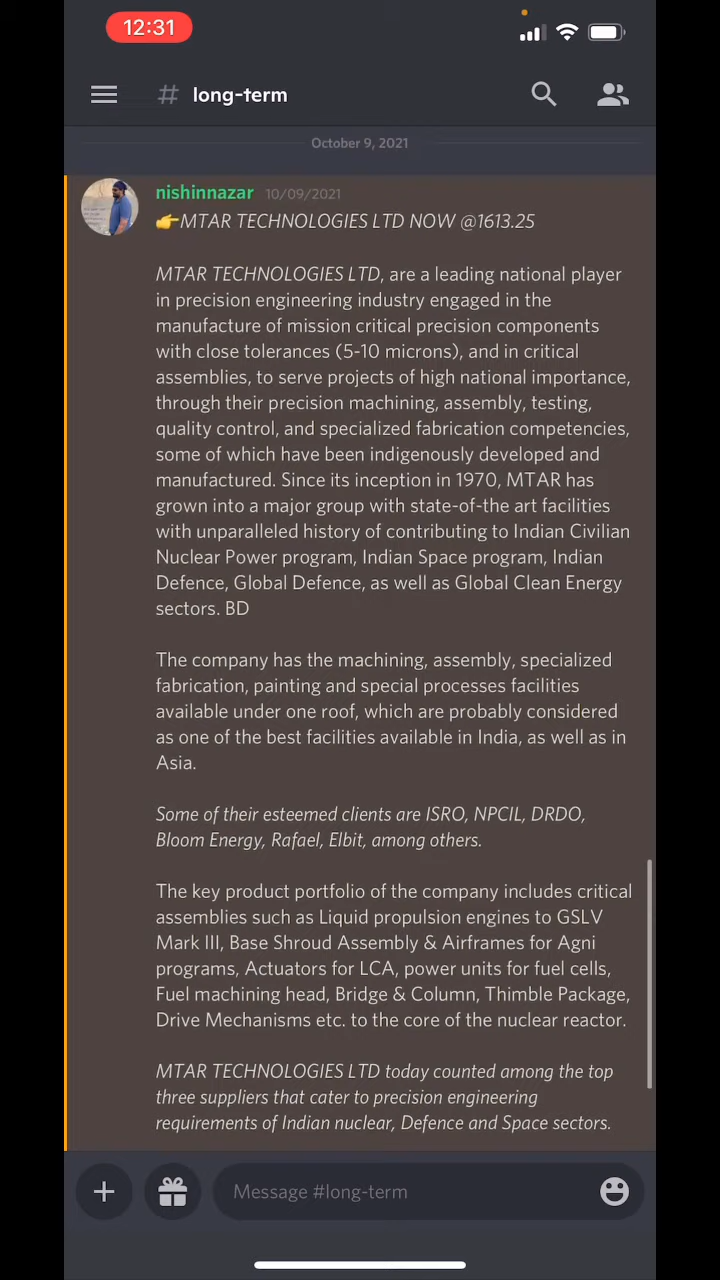 12:31
# long-term
October 9, 2021
nishinnazar 10/09/2021
👉MTAR TECHNOLOGIES LTD NOW @1613.25
MTAR TECHNOLOGIES LTD, are a leading national player
in precision engineering industry engaged in the
manufacture of mission critical precision components
with close tolerances (5-10 microns), and in critical
assemblies, to serve projects of high national importance,
through their precision machining, assembly, testing,
quality control, and specialized fabrication competencies,
some of which have been indigenously developed and
manufactured. Since its inception in 1970, MTAR has
grown into a major group with state-of-the art facilities
with unparalleled history of contributing to Indian Civilian
Nuclear Power program, Indian Space program, Indian
Defence, Global Defence, as well as Global Clean Energy
sectors. BD
The company has the machining, assembly, specialized
fabrication, painting and special processes facilities
available under one roof, which are probably considered
as one of the best facilities available in India, as well as in
Asia.
Some of their esteemed clients are ISRO, NPCIL, DRDO,
Bloom Energy, Rafael, Elbit, among others.
The key product portfolio of the company includes critical
assemblies such as Liquid propulsion engines to GSLV
Mark III, Base Shroud Assembly & Airframes for Agni
programs, Actuators for LCA, power units for fuel cells,
Fuel machining head, Bridge & Column, Thimble Package,
Drive Mechanisms etc. to the core of the nuclear reactor.
MTAR TECHNOLOGIES LTD today counted among the top
three suppliers that cater to precision engineering
requirements of Indian nuclear, Defence and Space sectors.
Message #long-term